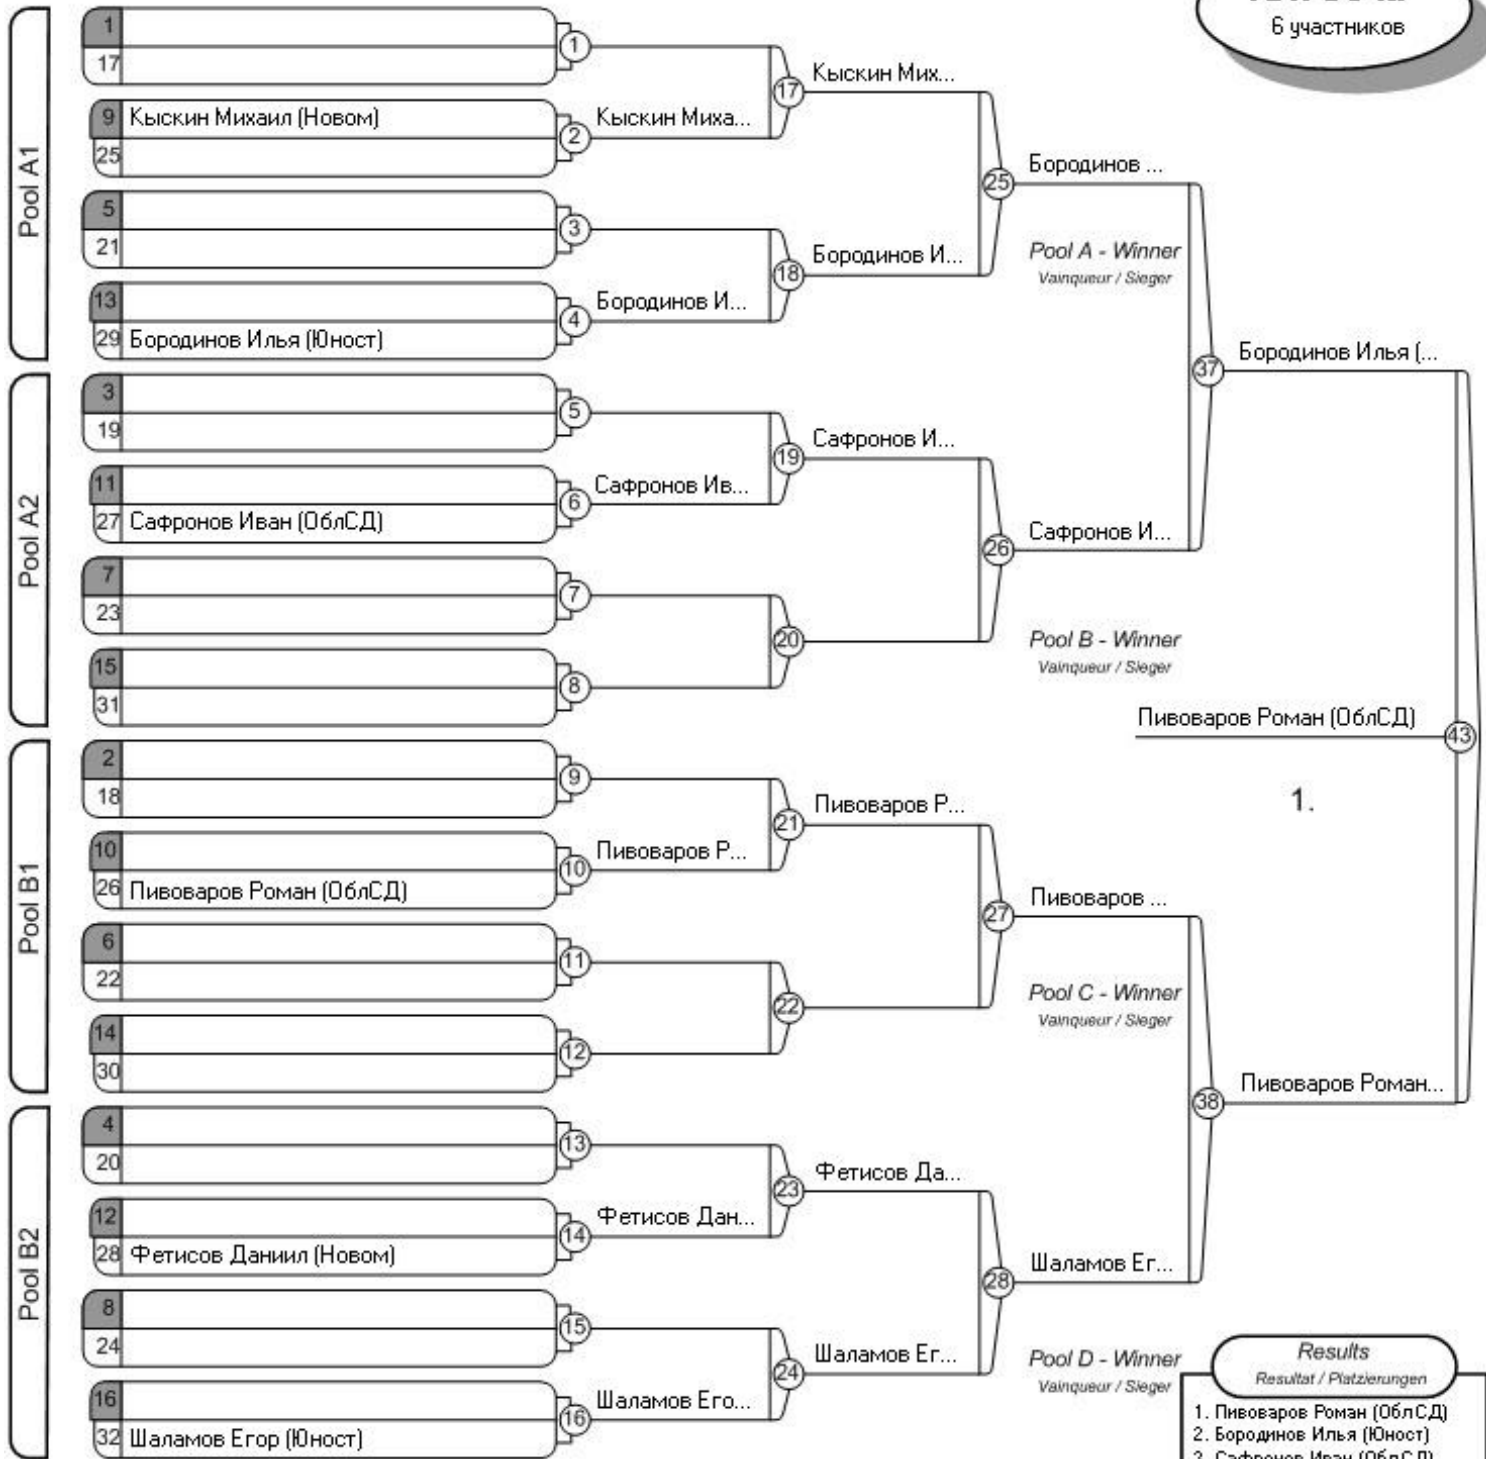 6 участников
Pool A1
1
17
1
9 Кыскин Михаил (Новом)
25
2
Кыскин Миха...
17
Кыскин Мих...
5
21
3
13
29 Бородинов Илья (Юност)
4
Бородинов И...
18
Бородинов И...
25
Бородинов ...
Pool A - Winner
Vainqueur / Sieger
Pool A2
3
19
5
11
27 Сафронов Иван (ОблСД)
6
Сафронов Ив...
19
Сафронов И...
7
23
7
15
31
8
20
26
Сафронов И...
Pool B - Winner
Vainqueur / Sieger
37
Бородинов Илья (...
Пивоваров Роман (ОблСД)
43
1.
Pool B1
2
18
9
10
26 Пивоваров Роман (ОблСД)
10
Пивоваров Р...
21
Пивоваров Р...
6
22
11
14
30
12
22
27
Пивоваров ...
Pool C - Winner
Vainqueur / Sieger
38
Пивоваров Роман...
Pool B2
4
20
13
12
28 Фетисов Даниил (Новом)
14
Фетисов Дан...
23
Фетисов Да...
8
24
15
16
32 Шаламов Егор (Юност)
16
Шаламов Его...
24
Шаламов Ег...
28
Шаламов Ег...
Pool D - Winner
Vainqueur / Sieger
Results
Resultat / Platzierungen
1. Пивоваров Роман (ОблСД)
2. Бородинов Илья (Юност)
3. Сафронов Иван (ОблСД)